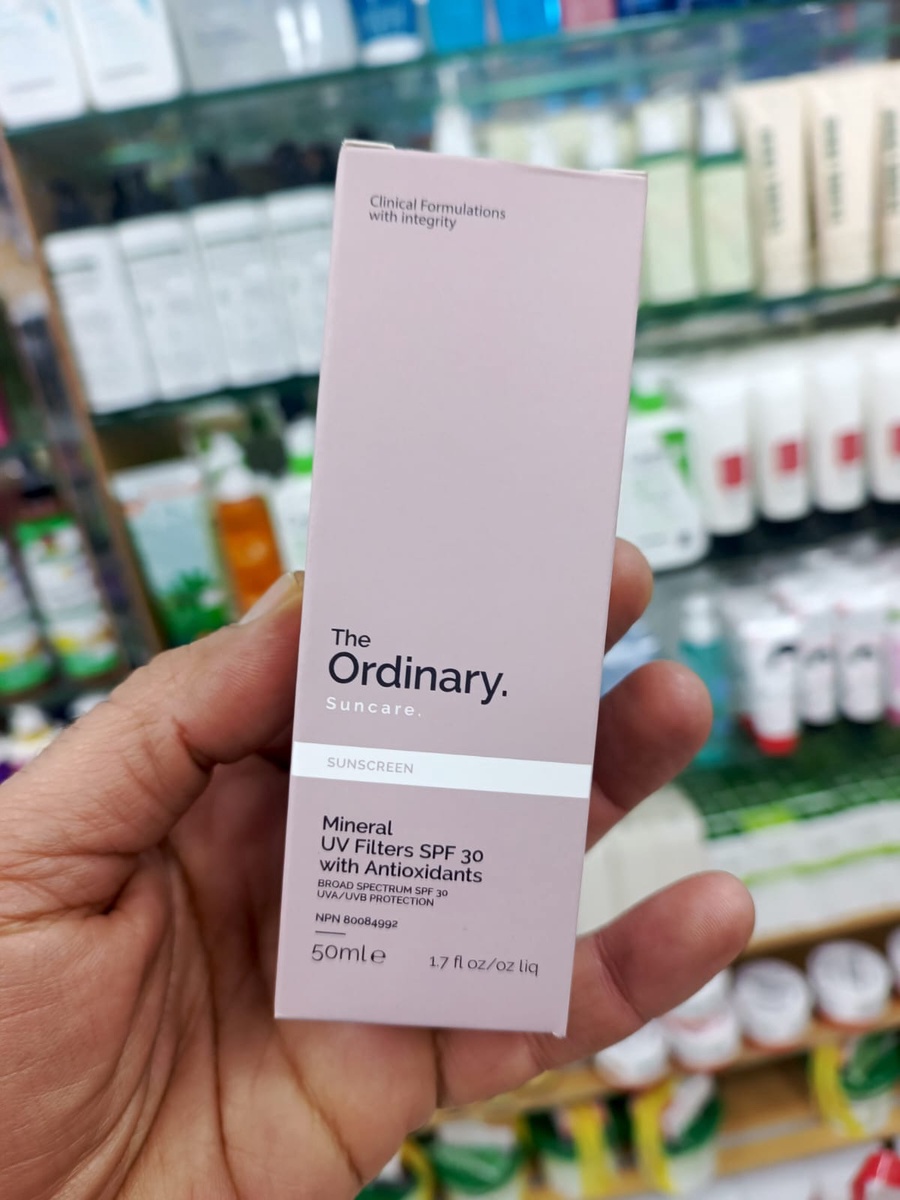 Clinical Formulations
with integrity
The
Ordinary.
Suncare.
SUNSCREEN
Mineral
UV Filters SPF 30
with Antioxidants
BROAD SPECTRUM SPF 30
UVA/UVB PROTECTION
NPN 80084992
50ml℮ 1.7 fl oz/oz liq